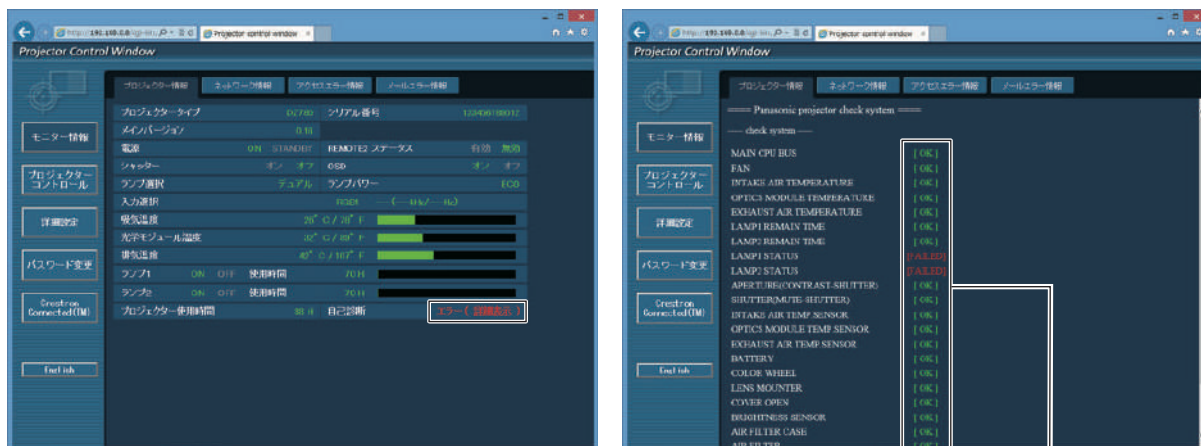 Projector control window
Projector Control Window
プロジェクター情報 ネットワーク情報 アクセスエラー情報 メールエラー情報
モニター情報
プロジェクター
コントロール
詳細設定
パスワード変更
Crestron
Connected(TM)
English
プロジェクタータイプ DZ780 シリアル番号
メインバージョン
電源 ON STANDBY REMOTE2 ステータス 有効 無効
シャッター オン オフ OSD オン オフ
ランプ選択 デュアル ランプパワー ECO
入力選択
吸気温度
光学モジュール温度
排気温度
ランプ1 ON OFF 使用時間 70 H
ランプ2 ON OFF 使用時間 70 H
プロジェクター使用時間 88 H 自己診断 エラー( 詳細表示 )
Projector control window
Projector Control Window
プロジェクター情報 ネットワーク情報 アクセスエラー情報 メールエラー情報
モニター情報
プロジェクター
コントロール
詳細設定
パスワード変更
Crestron
Connected(TM)
English
==== Panasonic projector check system ====
---- check system ----
MAIN CPU BUS [ OK ]
FAN [ OK ]
INTAKE AIR TEMPERATURE [ OK ]
OPTICS MODULE TEMPERATURE [ OK ]
EXHAUST AIR TEMPERATURE [ OK ]
LAMP1 REMAIN TIME [ OK ]
LAMP2 REMAIN TIME [ OK ]
LAMP1 STATUS [FAILED]
LAMP2 STATUS [FAILED]
APERTURE(CONTRAST-SHUTTER) [ OK ]
SHUTTER(MUTE-SHUTTER) [ OK ]
INTAKE AIR TEMP.SENSOR [ OK ]
OPTICS MODULE TEMP.SENSOR [ OK ]
EXHAUST AIR TEMP.SENSOR [ OK ]
BATTERY [ OK ]
COLOR WHEEL [ OK ]
LENS MOUNTER [ OK ]
COVER OPEN [ OK ]
BRIGHTNESS SENSOR [ OK ]
AIR FILTER CASE [ OK ]
AIR FILTER